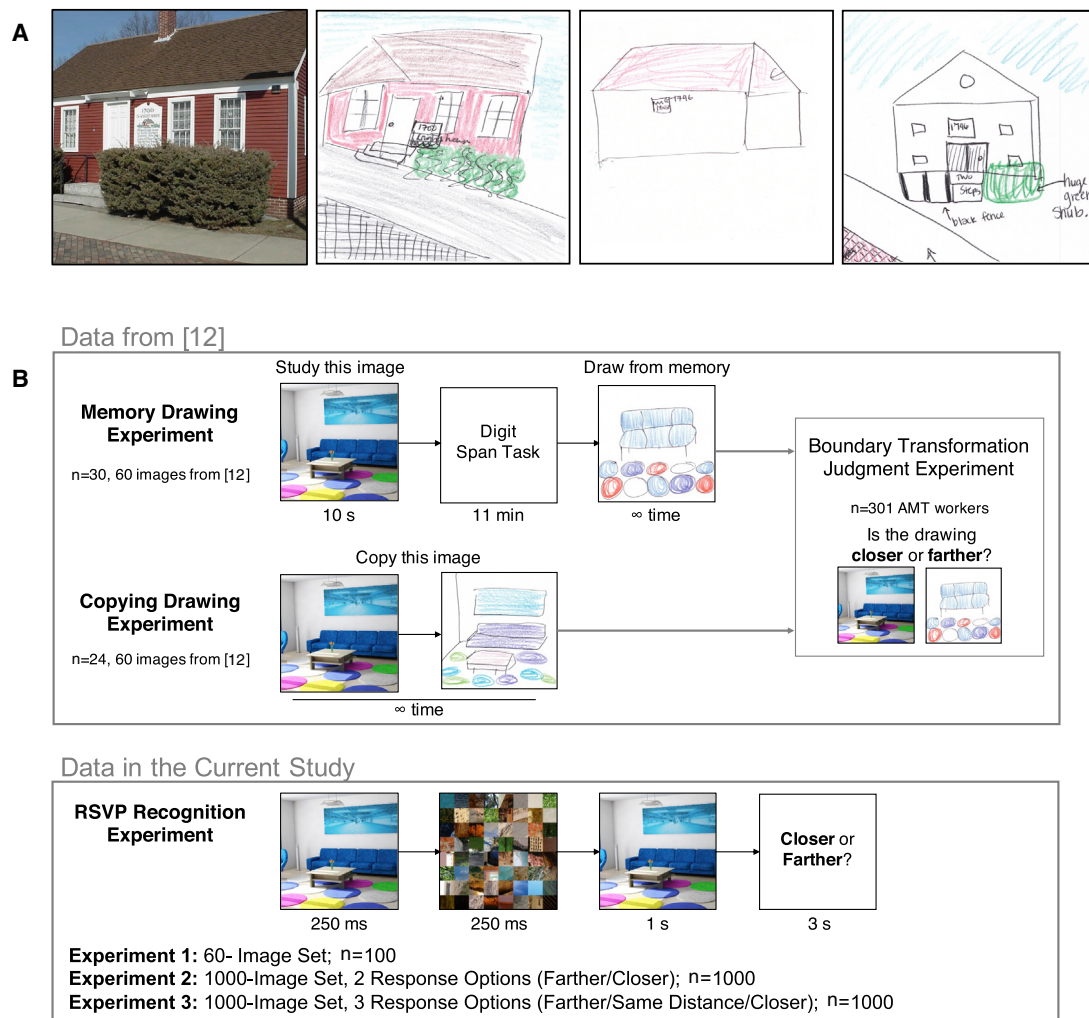 A
1700
1700
house
1796
1796
Two
Steps
huge
green
Shub.
black fence
Data from [12]
B
Study this image
Draw from memory
Memory Drawing
Experiment
n=30, 60 images from [12]
Digit
Span Task
10 s
11 min
∞ time
Boundary Transformation
Judgment Experiment
n=301 AMT workers
Is the drawing
closer or farther?
Copy this image
Copying Drawing
Experiment
n=24, 60 images from [12]
∞ time
Data in the Current Study
RSVP Recognition
Experiment
Closer or
Farther?
250 ms
250 ms
1 s
3 s
Experiment 1: 60- Image Set; n=100
Experiment 2: 1000-Image Set, 2 Response Options (Farther/Closer); n=1000
Experiment 3: 1000-Image Set, 3 Response Options (Farther/Same Distance/Closer); n=1000